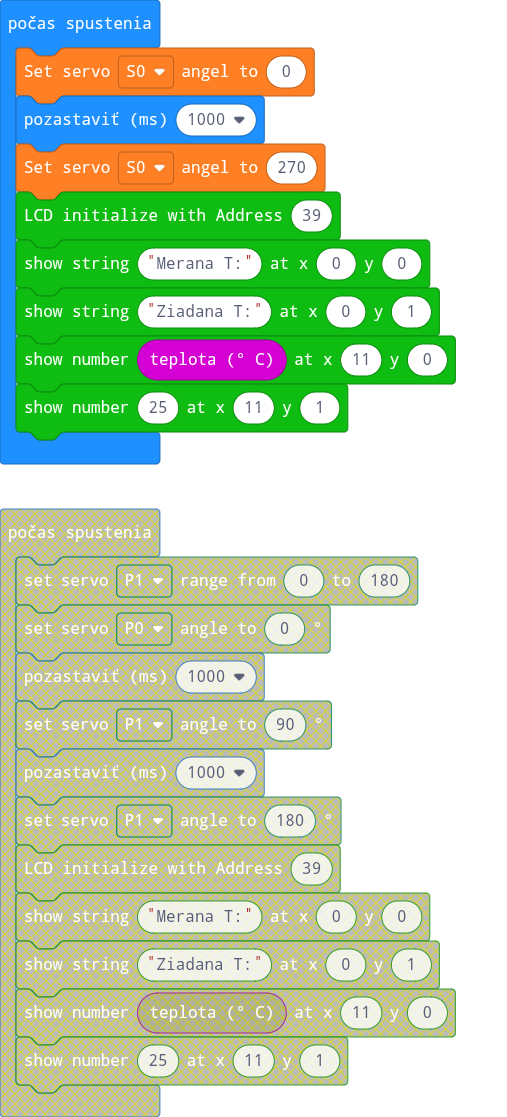 počas spustenia
Set servo S0 angel to 0
pozastaviť (ms) 1000
Set servo S0 angel to 270
LCD initialize with Address 39
show string "Merana T:" at x 0 y 0
show string "Ziadana T:" at x 0 y 1
show number teplota (° C) at x 11 y 0
show number 25 at x 11 y 1
počas spustenia
set servo P1 range from 0 to 180
set servo P0 angle to 0 °
pozastaviť (ms) 1000
set servo P1 angle to 90 °
pozastaviť (ms) 1000
set servo P1 angle to 180 °
LCD initialize with Address 39
show string "Merana T:" at x 0 y 0
show string "Ziadana T:" at x 0 y 1
show number teplota (° C) at x 11 y 0
show number 25 at x 11 y 1